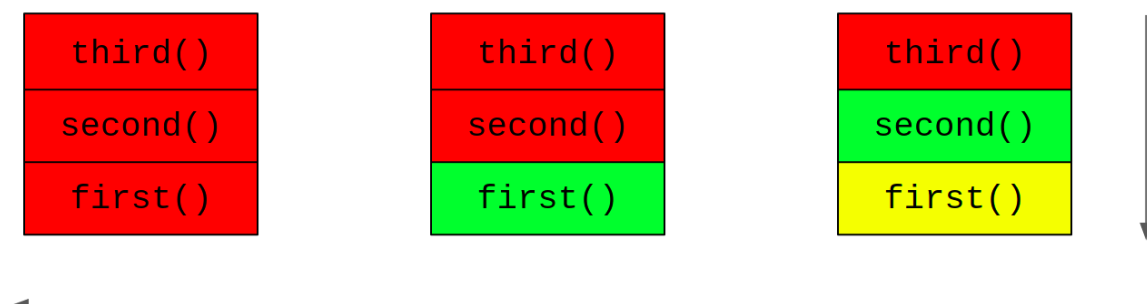 third()
second()
first()
third()
second()
first()
third()
second()
first()